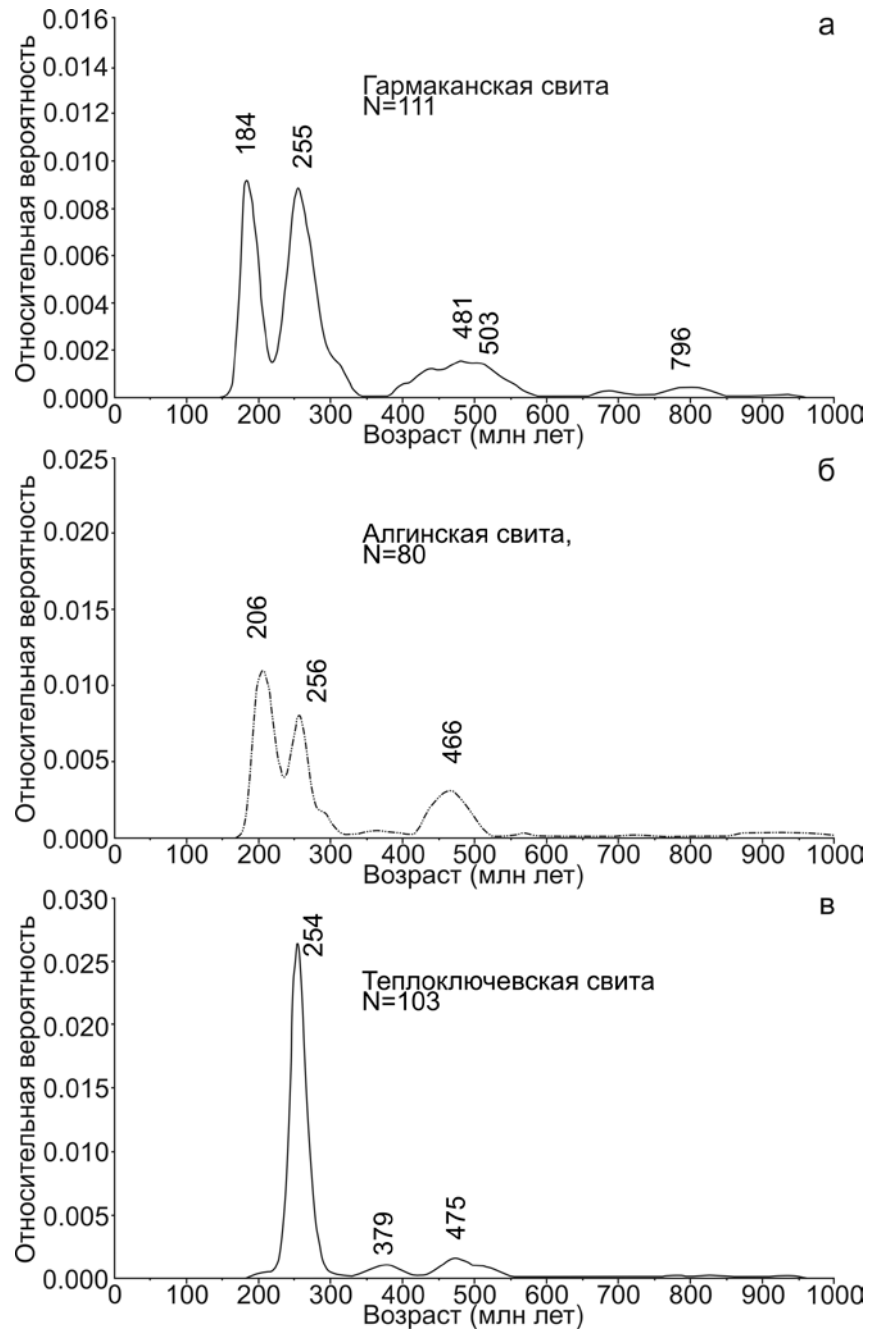 а
Относительная вероятность
0.016
0.014
0.012
0.010
0.008
0.006
0.004
0.002
0.000
Гармаканская свита
N=111
184
255
481
503
796
0 100 200 300 400 500 600 700 800 900 1000
Возраст (млн лет)
б
Относительная вероятность
0.025
0.020
0.015
0.010
0.005
0.000
Алгинская свита,
N=80
206
256
466
0 100 200 300 400 500 600 700 800 900 1000
Возраст (млн лет)
в
Относительная вероятность
0.030
0.025
0.020
0.015
0.010
0.005
0.000
Теплоключевская свита
N=103
254
379
475
0 100 200 300 400 500 600 700 800 900 1000
Возраст (млн лет)